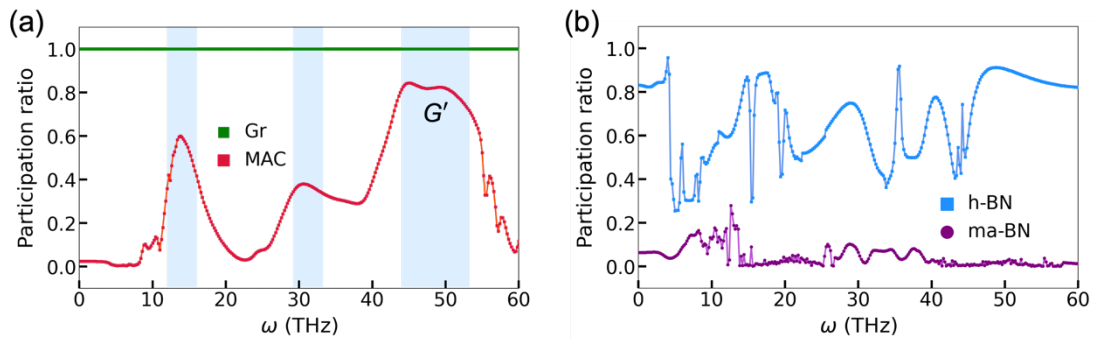 (a)
Participation ratio
1.0
0.8
0.6
0.4
0.2
0.0
Gr
MAC
G′
0 10 20 30 40 50 60
ω (THz)
(b)
Participation ratio
1.0
0.8
0.6
0.4
0.2
0.0
h-BN
ma-BN
0 10 20 30 40 50 60
ω (THz)